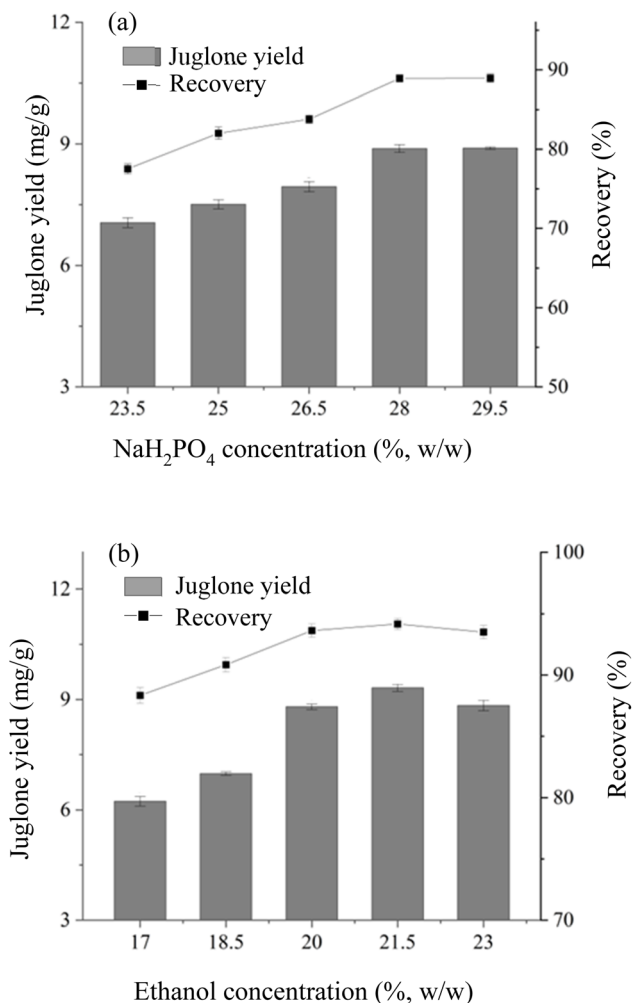 (a)
Juglone yield
Recovery
12
9
6
3
Juglone yield (mg/g)
90
80
70
60
50
Recovery (%)
23.5 25 26.5 28 29.5
NaH₂PO₄ concentration (%, w/w)
(b)
Juglone yield
Recovery
12
9
6
3
Juglone yield (mg/g)
100
90
80
70
Recovery (%)
17 18.5 20 21.5 23
Ethanol concentration (%, w/w)